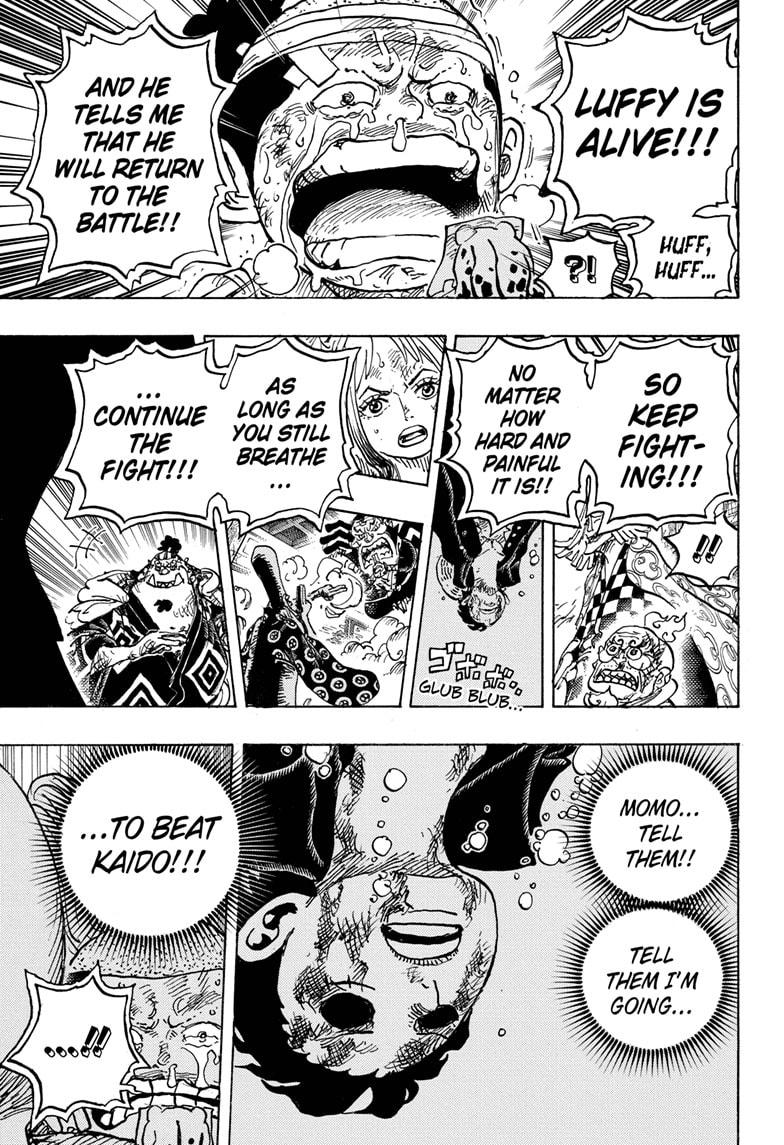 LUFFY IS
ALIVE!!!
HUFF,
HUFF...
?!
AND HE
TELLS ME
THAT HE
WILL RETURN
TO THE
BATTLE!!
SO
KEEP
FIGHT-
ING!!!
!!
NO
MATTER
HOW
HARD AND
PAINFUL
IT IS!!
ゴボボボ
GLUB BLUB...
AS
LONG AS
YOU STILL
BREATHE
...
...
CONTINUE
THE
FIGHT!!!
MOMO...
TELL
THEM!!
TELL
THEM I'M
GOING...
...TO BEAT
KAIDO!!!
....!!